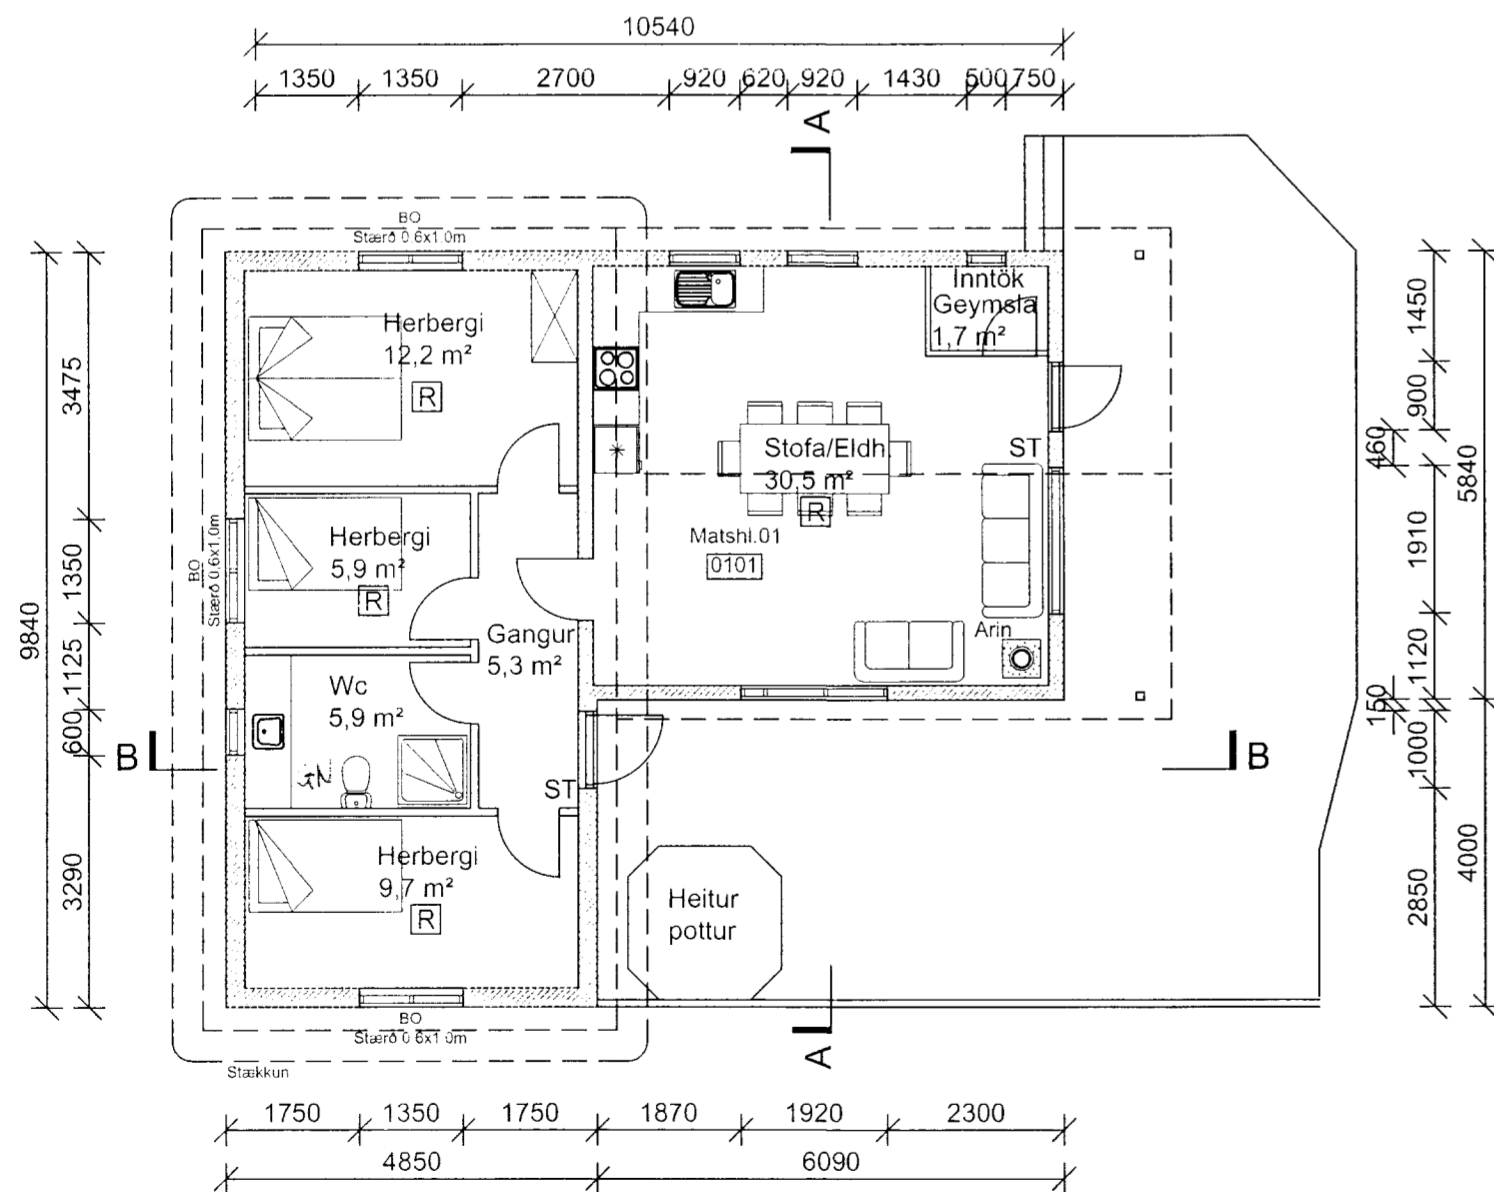 10540
1350 1350 2700 920 620 920 1430 500 750
A
BO
Stærð 0.6x1.0m
Herbergi
12,2 m²
R
Inntök
Geymsla
1,7 m²
Stofa/Eldh.
30,5 m²
R
ST
Matshl.01
0101
Herbergi
5,9 m²
R
BO
Stærð 0,6x1.0m
Gangur
5,3 m²
Arin
Wc
5,9 m²
ST
B
B
Herbergi
9,7 m²
R
Heitur
pottur
BO
Stærð 0.6x1.0m
A
Stækkun
9840
3475
1350
1125
600
3290
1450
900
460
1910
1120
150
1000
2850
5840
4000
1750 1350 1750 1870 1920 2300
4850 6090